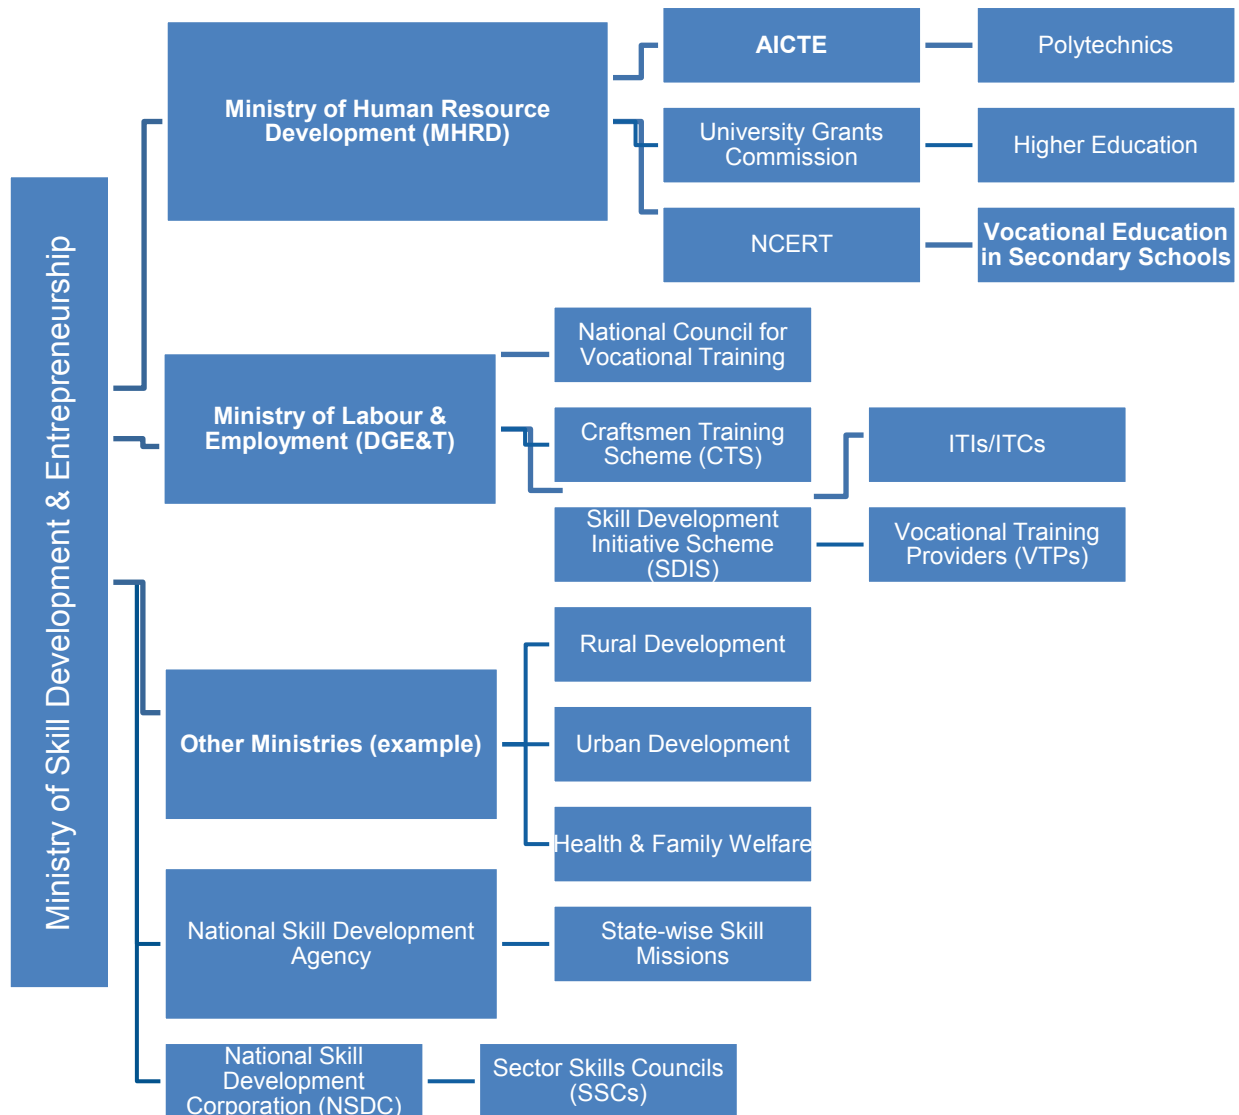 Ministry of Skill Development & Entrepreneurship
Ministry of Human Resource
Development (MHRD)
AICTE
Polytechnics
University Grants
Commission
Higher Education
NCERT
Vocational Education
in Secondary Schools
Ministry of Labour &
Employment (DGE&T)
National Council for
Vocational Training
Craftsmen Training
Scheme (CTS)
ITIs/ITCs
Skill Development
Initiative Scheme
(SDIS)
Vocational Training
Providers (VTPs)
Other Ministries (example)
Rural Development
Urban Development
Health & Family Welfare
National Skill Development
Agency
State-wise Skill
Missions
National Skill
Development
Corporation (NSDC)
Sector Skills Councils
(SSCs)